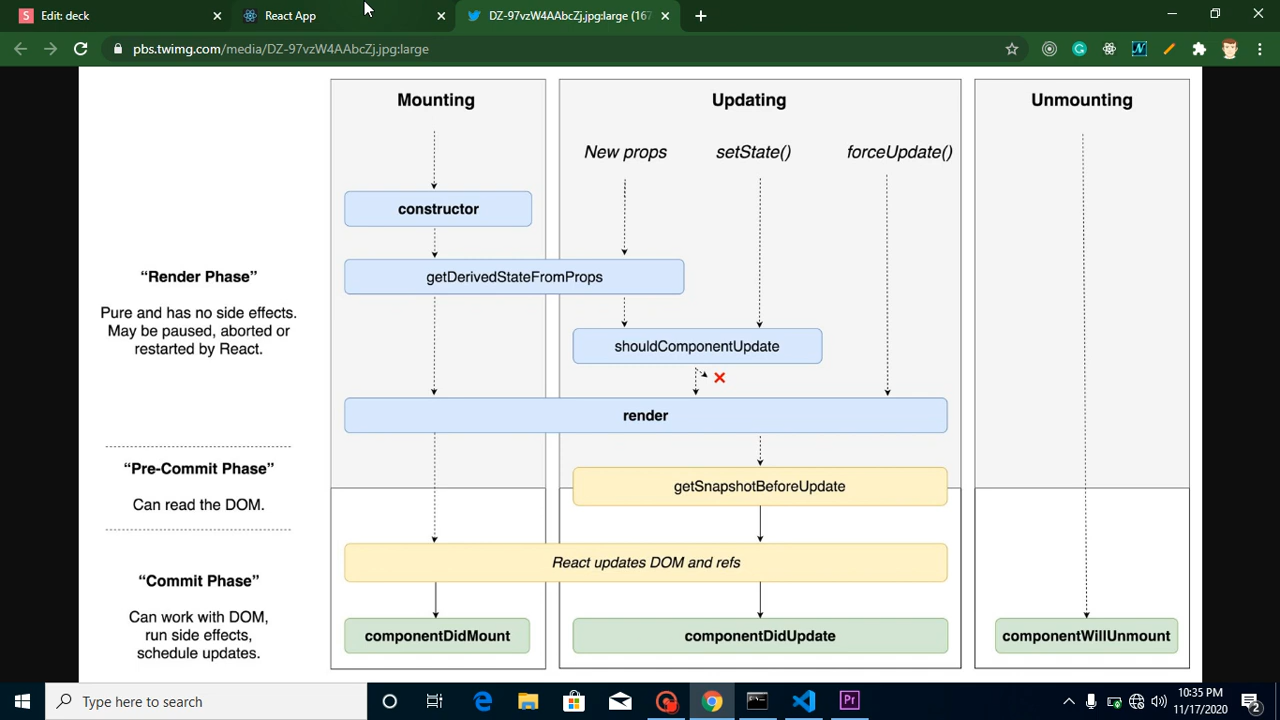 Edit: deck
React App
DZ-97vzW4AAbcZj.jpg:large (167
pbs.twimg.com/media/DZ-97vzW4AAbcZj.jpg:large
Mounting
Updating
Unmounting
New props
setState()
forceUpdate()
constructor
“Render Phase”
getDerivedStateFromProps
Pure and has no side effects.
May be paused, aborted or
restarted by React.
shouldComponentUpdate
render
“Pre-Commit Phase”
Can read the DOM.
getSnapshotBeforeUpdate
React updates DOM and refs
“Commit Phase”
Can work with DOM,
run side effects,
schedule updates.
componentDidMount
componentDidUpdate
componentWillUnmount
Type here to search
10:35 PM
11/17/2020
2